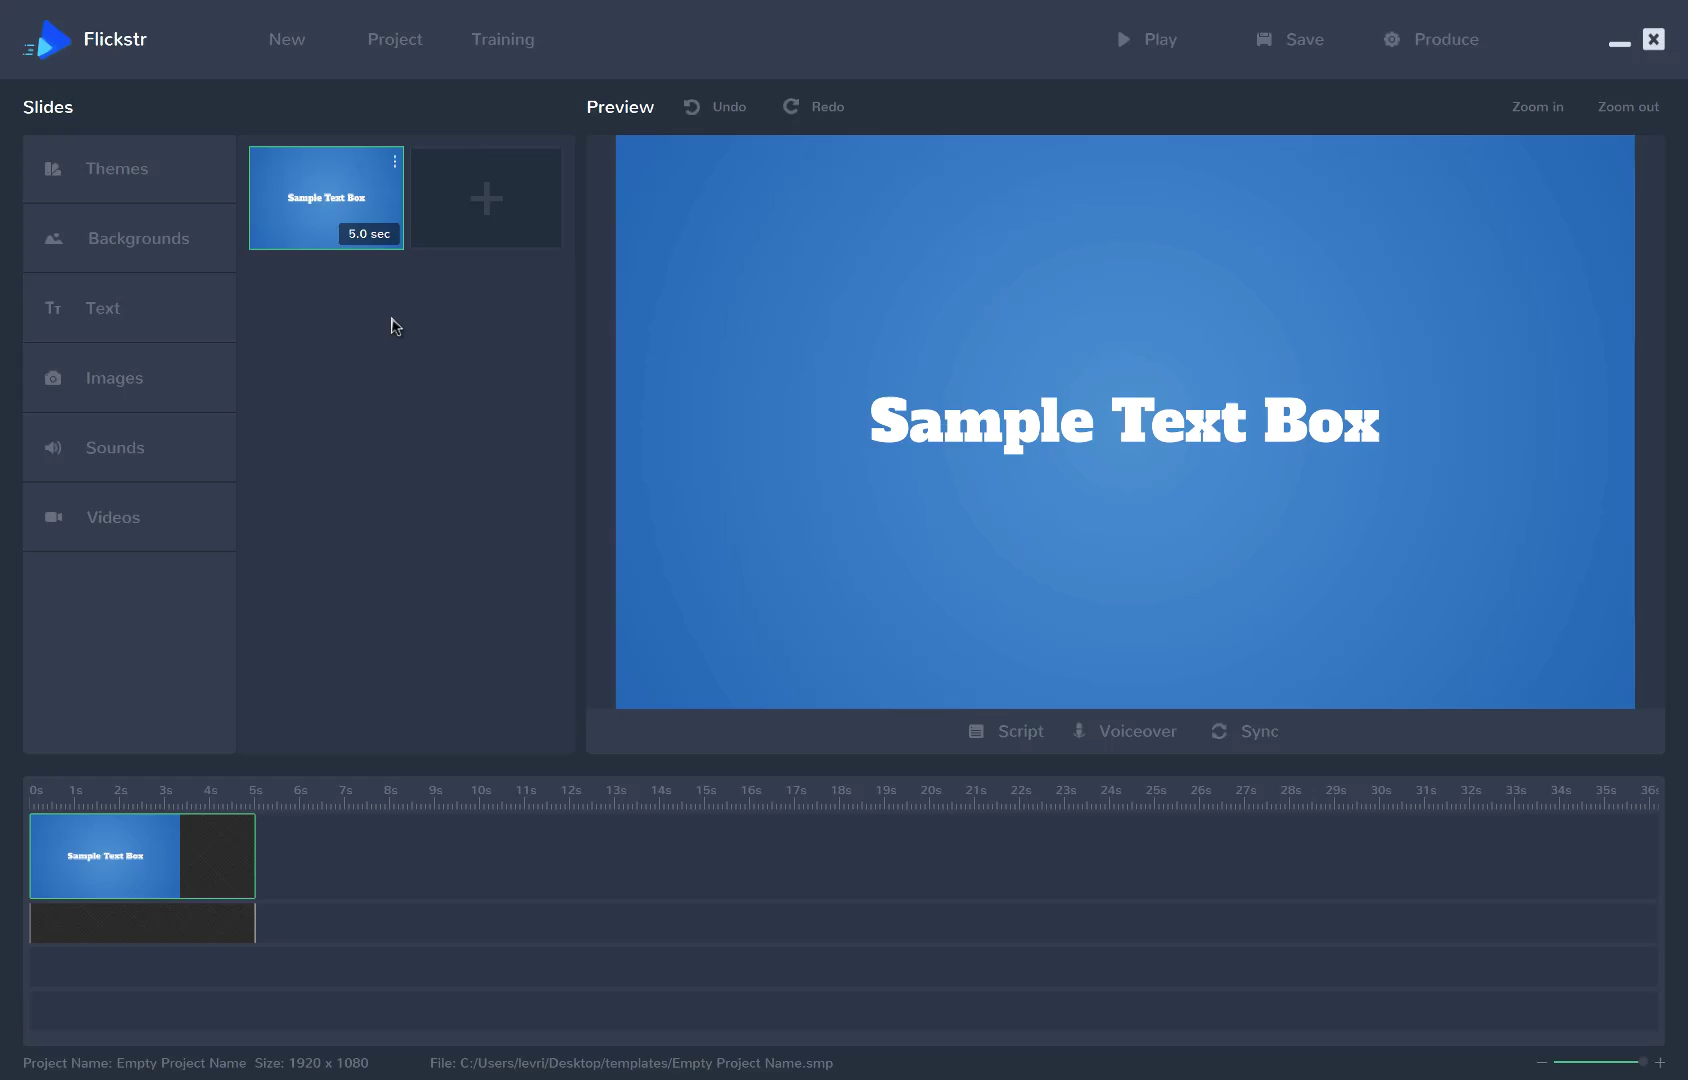 Flickstr New Project Training Play Save Produce
Slides Preview Undo Redo Zoom in Zoom out
Themes
Backgrounds
Text
Images
Sounds
Videos
Sample Text Box
5.0 sec
Sample Text Box
Script Voiceover Sync
0s 1s 2s 3s 4s 5s 6s 7s 8s 9s 10s 11s 12s 13s 14s 15s 16s 17s 18s 19s 20s 21s 22s 23s 24s 25s 26s 27s 28s 29s 30s 31s 32s 33s 34s 35s 36s
Sample Text Box
Project Name: Empty Project Name Size: 1920 x 1080 File: C:/Users/levri/Desktop/templates/Empty Project Name.smp